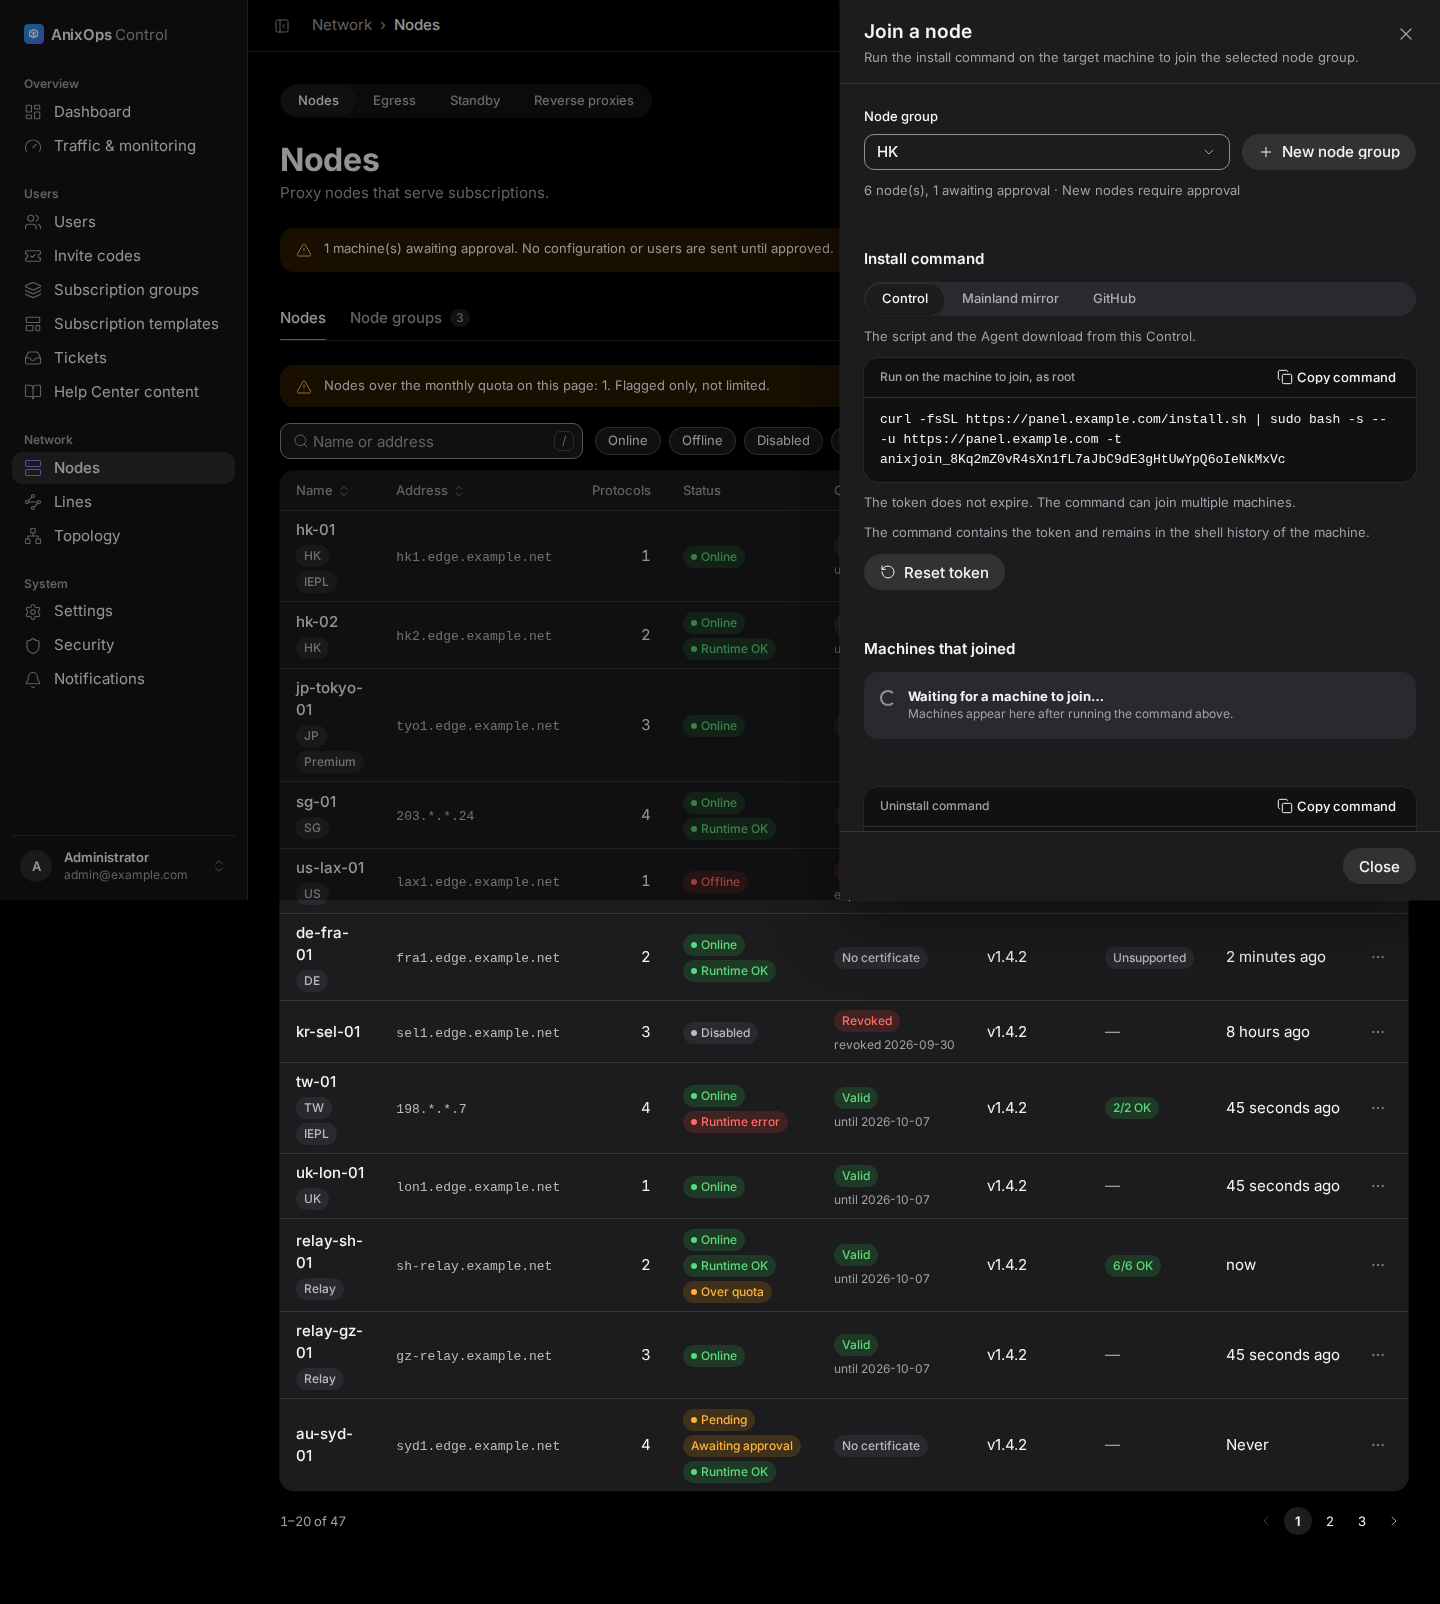 AnixOps Control
Overview
Dashboard
Traffic & monitoring
Users
Users
Invite codes
Subscription groups
Subscription templates
Tickets
Help Center content
Network
Nodes
Lines
Topology
System
Settings
Security
Notifications
A
Administrator
admin@example.com
Network › Nodes
Nodes Egress Standby Reverse proxies
Nodes
Proxy nodes that serve subscriptions.
1 machine(s) awaiting approval. No configuration or users are sent until approved.
Nodes Node groups 3
Nodes over the monthly quota on this page: 1. Flagged only, not limited.
Name or address / Online Offline Disabled
Name Address Protocols Status
hk-01
HK
IEPL
hk1.edge.example.net 1 Online
hk-02
HK
hk2.edge.example.net 2 Online
Runtime OK
jp-tokyo-
01
JP
Premium
tyo1.edge.example.net 3 Online
sg-01
SG
203.*.*.24 4 Online
Runtime OK
us-lax-01
US
lax1.edge.example.net 1 Offline
de-fra-
01
DE
fra1.edge.example.net 2 Online
Runtime OK
No certificate v1.4.2 Unsupported 2 minutes ago ···
kr-sel-01 sel1.edge.example.net 3 Disabled Revoked
revoked 2026-09-30
v1.4.2 — 8 hours ago ···
tw-01
TW
IEPL
198.*.*.7 4 Online
Runtime error
Valid
until 2026-10-07
v1.4.2 2/2 OK 45 seconds ago ···
uk-lon-01
UK
lon1.edge.example.net 1 Online Valid
until 2026-10-07
v1.4.2 — 45 seconds ago ···
relay-sh-
01
Relay
sh-relay.example.net 2 Online
Runtime OK
Over quota
Valid
until 2026-10-07
v1.4.2 6/6 OK now ···
relay-gz-
01
Relay
gz-relay.example.net 3 Online Valid
until 2026-10-07
v1.4.2 — 45 seconds ago ···
au-syd-
01
syd1.edge.example.net 4 Pending
Awaiting approval
Runtime OK
No certificate v1.4.2 — Never ···
1–20 of 47
1 2 3
Join a node
Run the install command on the target machine to join the selected node group.
Node group
HK
New node group
6 node(s), 1 awaiting approval · New nodes require approval
Install command
Control Mainland mirror GitHub
The script and the Agent download from this Control.
Run on the machine to join, as root Copy command
curl -fsSL https://panel.example.com/install.sh | sudo bash -s --
-u https://panel.example.com -t
anixjoin_8Kq2mZ0vR4sXn1fL7aJbC9dE3gHtUwYpQ6oIeNkMxVc
The token does not expire. The command can join multiple machines.
The command contains the token and remains in the shell history of the machine.
Reset token
Machines that joined
Waiting for a machine to join...
Machines appear here after running the command above.
Uninstall command Copy command
Close